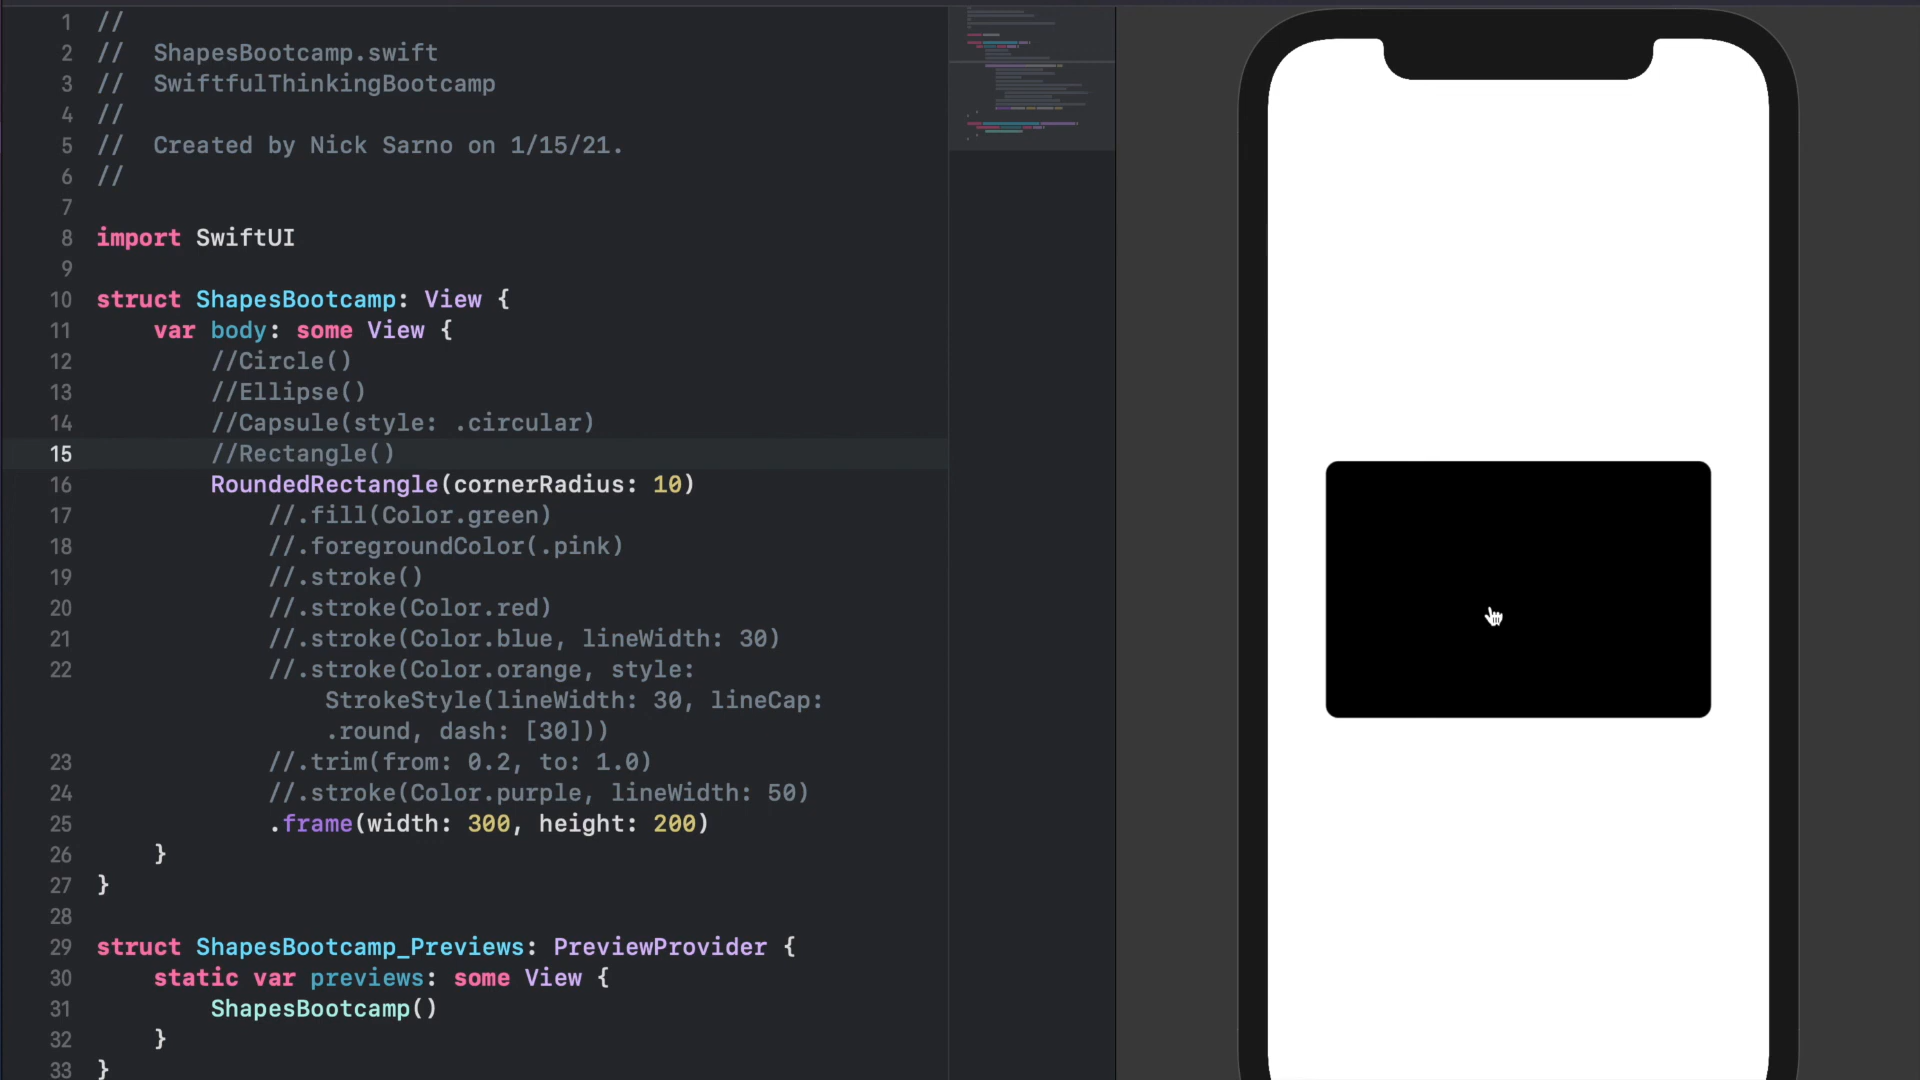 1 //
2 //  ShapesBootcamp.swift
3 //  SwiftfulThinkingBootcamp
4 //
5 //  Created by Nick Sarno on 1/15/21.
6 //
7
8 import SwiftUI
9
10 struct ShapesBootcamp: View {
11     var body: some View {
12         //Circle()
13         //Ellipse()
14         //Capsule(style: .circular)
15         //Rectangle()
16         RoundedRectangle(cornerRadius: 10)
17             //.fill(Color.green)
18             //.foregroundColor(.pink)
19             //.stroke()
20             //.stroke(Color.red)
21             //.stroke(Color.blue, lineWidth: 30)
22             //.stroke(Color.orange, style:
                StrokeStyle(lineWidth: 30, lineCap:
                .round, dash: [30]))
23             //.trim(from: 0.2, to: 1.0)
24             //.stroke(Color.purple, lineWidth: 50)
25             .frame(width: 300, height: 200)
26     }
27 }
28
29 struct ShapesBootcamp_Previews: PreviewProvider {
30     static var previews: some View {
31         ShapesBootcamp()
32     }
33 }